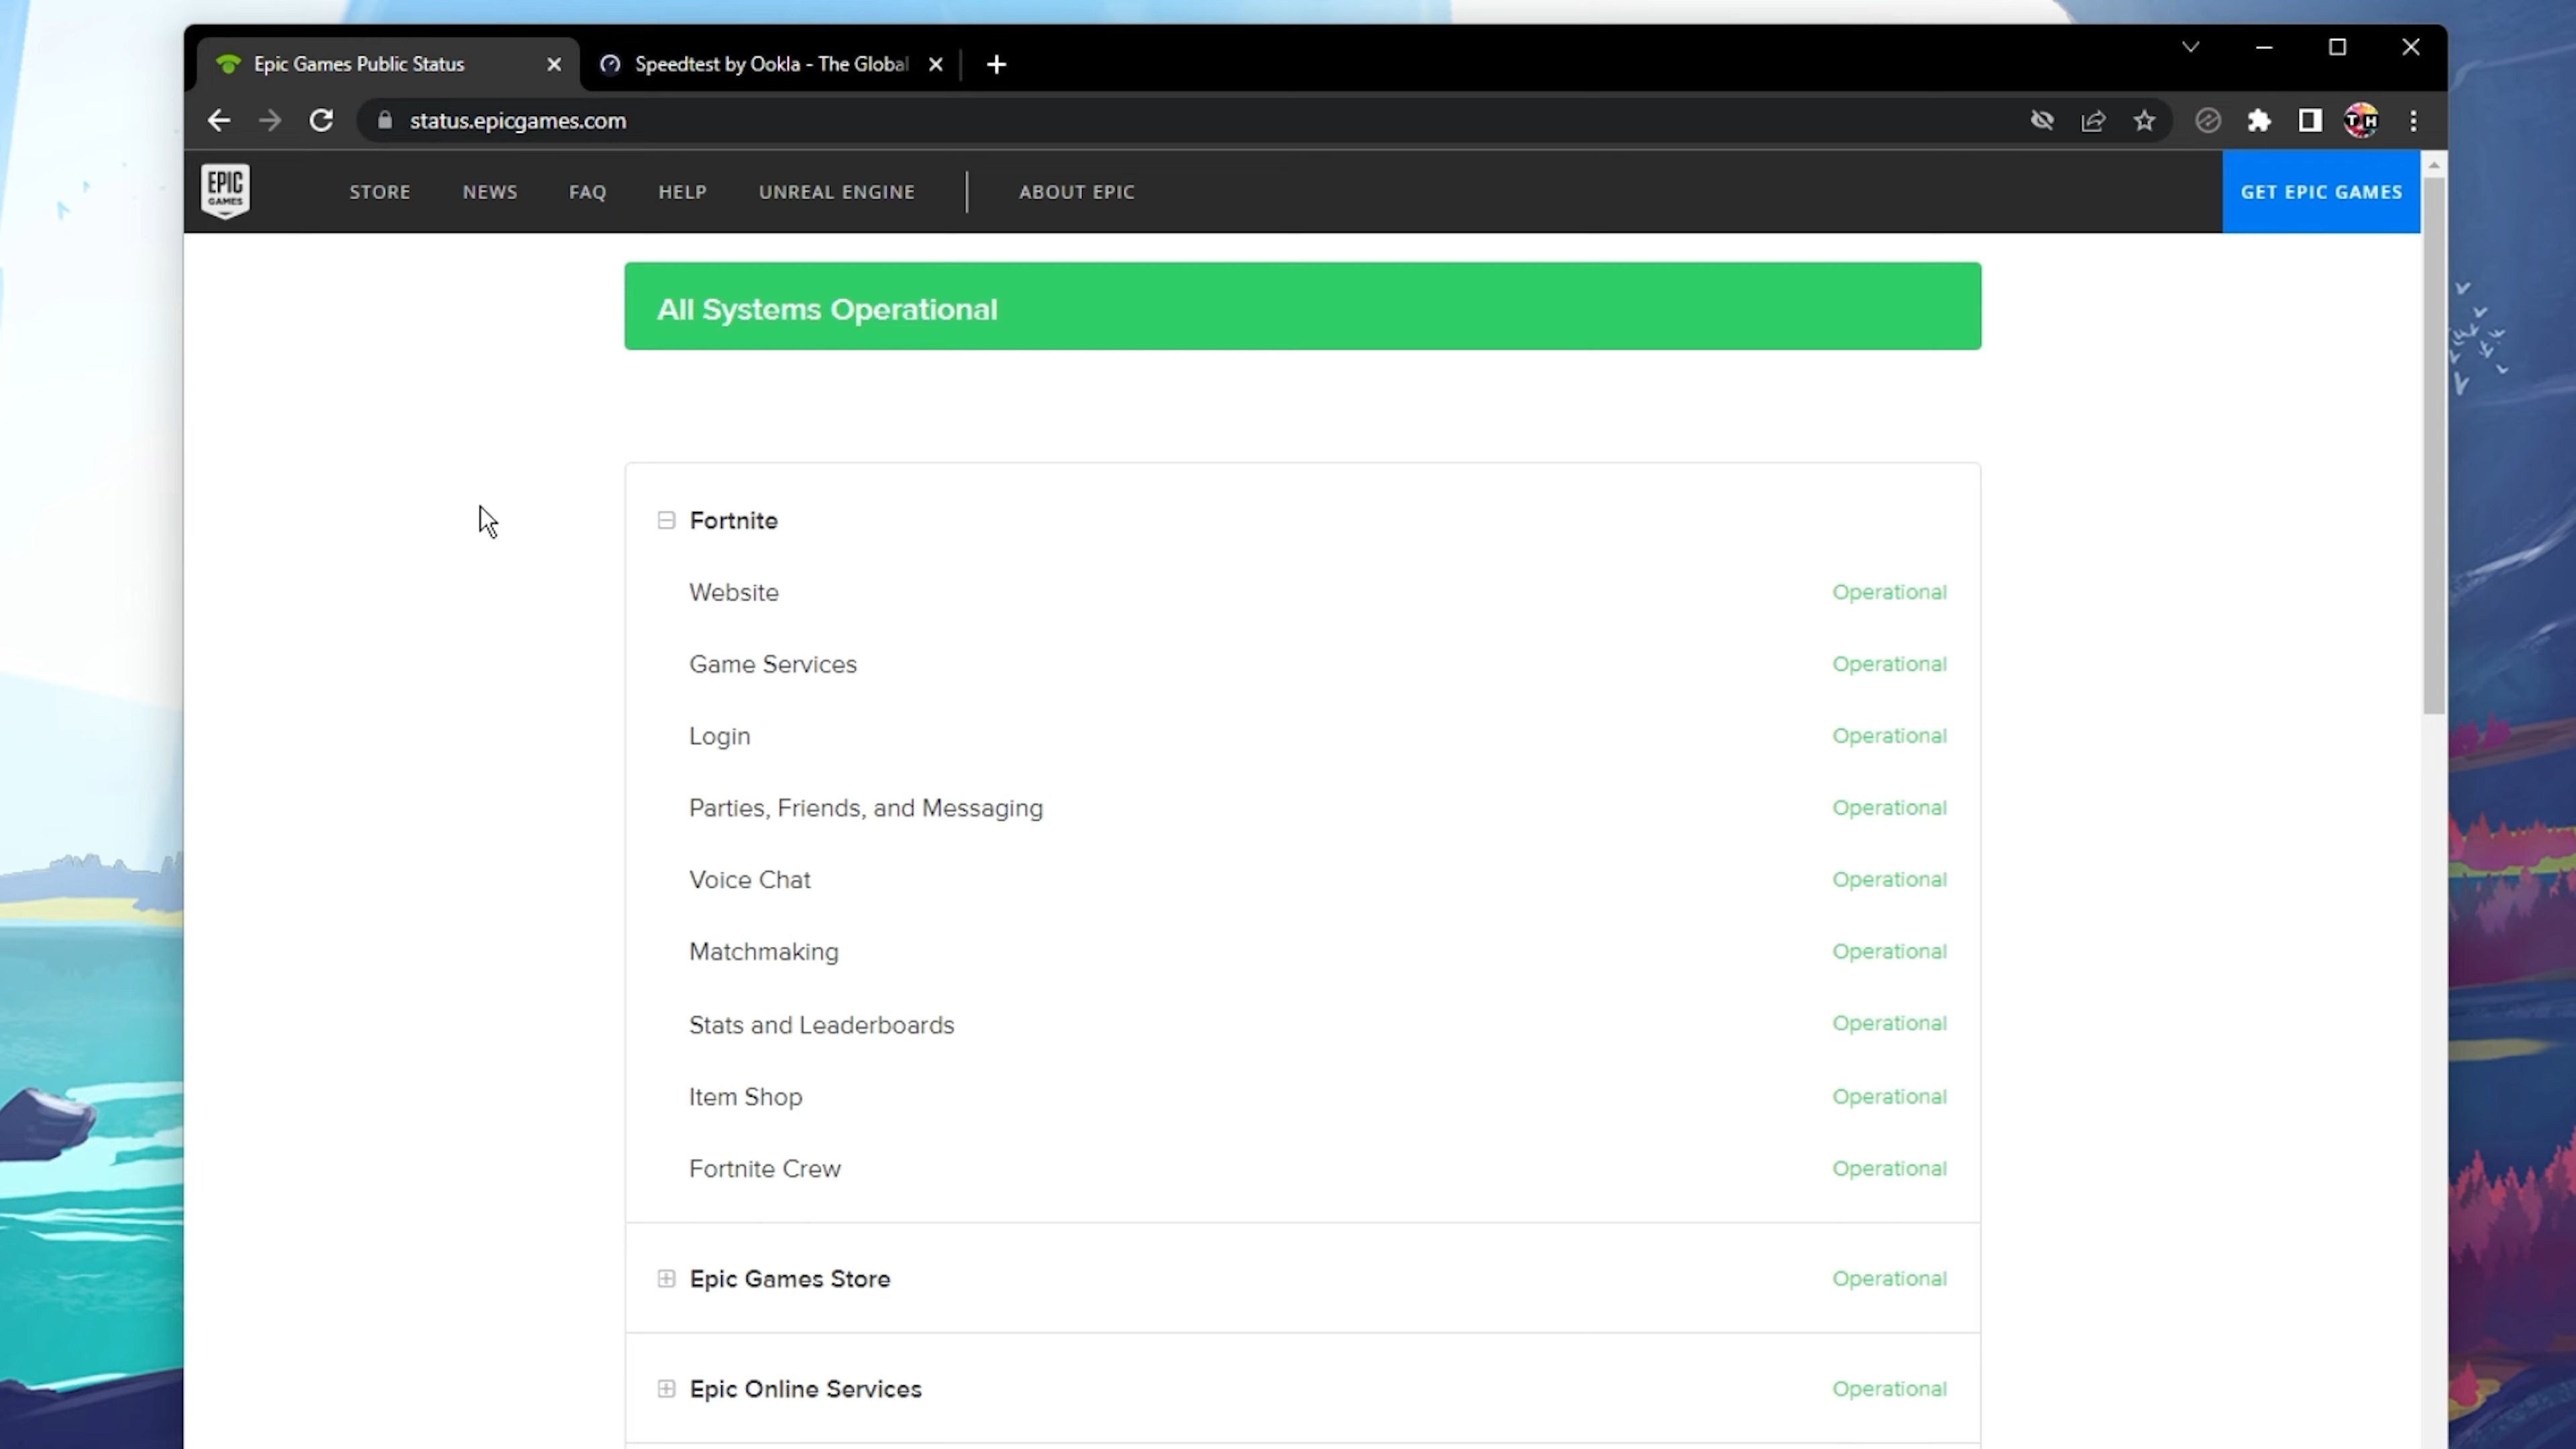 Epic Games Public Status
Speedtest by Ookla - The Global
status.epicgames.com
TH
EPIC GAMES
STORE NEWS FAQ HELP UNREAL ENGINE ABOUT EPIC GET EPIC GAMES
All Systems Operational
Fortnite
Website Operational
Game Services Operational
Login Operational
Parties, Friends, and Messaging Operational
Voice Chat Operational
Matchmaking Operational
Stats and Leaderboards Operational
Item Shop Operational
Fortnite Crew Operational
Epic Games Store Operational
Epic Online Services Operational